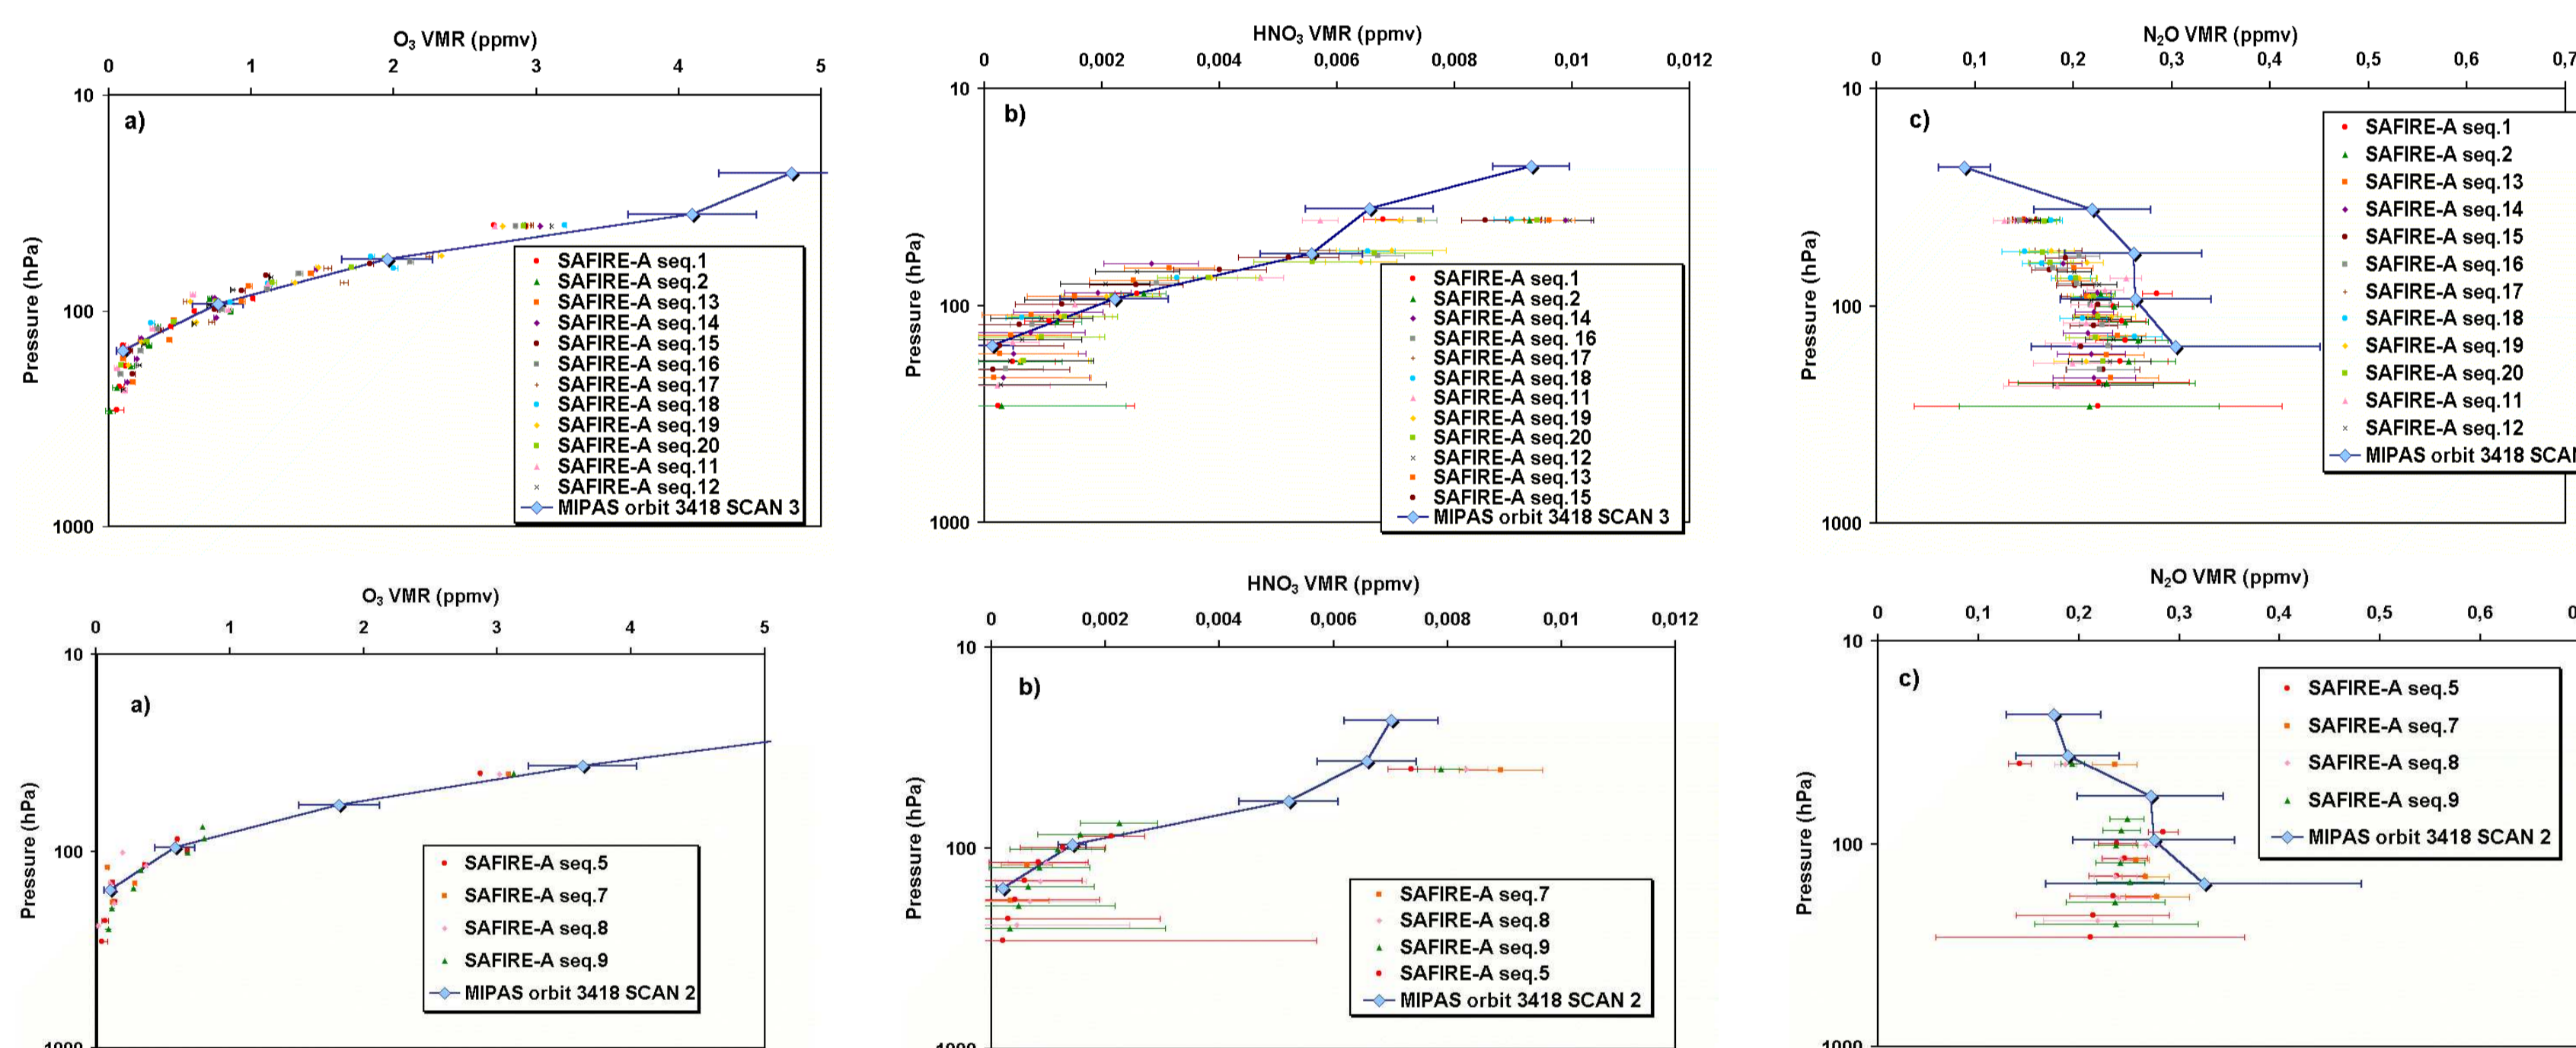 O₃ VMR (ppmv)
0 1 2 3 4 5
10
100
1000
Pressure (hPa)
a)
SAFIRE-A seq.1
SAFIRE-A seq.2
SAFIRE-A seq.13
SAFIRE-A seq.14
SAFIRE-A seq.15
SAFIRE-A seq.16
SAFIRE-A seq.17
SAFIRE-A seq.18
SAFIRE-A seq.19
SAFIRE-A seq.20
SAFIRE-A seq.11
SAFIRE-A seq.12
MIPAS orbit 3418 SCAN 3
HNO₃ VMR (ppmv)
0 0,002 0,004 0,006 0,008 0,01 0,012
10
100
1000
Pressure (hPa)
b)
SAFIRE-A seq.1
SAFIRE-A seq.2
SAFIRE-A seq.14
SAFIRE-A seq. 16
SAFIRE-A seq.17
SAFIRE-A seq.18
SAFIRE-A seq.11
SAFIRE-A seq.19
SAFIRE-A seq.20
SAFIRE-A seq.12
SAFIRE-A seq.13
SAFIRE-A seq.15
MIPAS orbit 3418 SCAN 3
N₂O VMR (ppmv)
0 0,1 0,2 0,3 0,4 0,5 0,6 0,7
10
100
1000
Pressure (hPa)
c)
SAFIRE-A seq.1
SAFIRE-A seq.2
SAFIRE-A seq.13
SAFIRE-A seq.14
SAFIRE-A seq.15
SAFIRE-A seq.16
SAFIRE-A seq.17
SAFIRE-A seq.18
SAFIRE-A seq.19
SAFIRE-A seq.20
SAFIRE-A seq.11
SAFIRE-A seq.12
MIPAS orbit 3418 SCAN
O₃ VMR (ppmv)
0 1 2 3 4 5
10
100
1000
Pressure (hPa)
a)
SAFIRE-A seq.5
SAFIRE-A seq.7
SAFIRE-A seq.8
SAFIRE-A seq.9
MIPAS orbit 3418 SCAN 2
HNO₃ VMR (ppmv)
0 0,002 0,004 0,006 0,008 0,01 0,012
10
100
1000
Pressure (hPa)
b)
SAFIRE-A seq.7
SAFIRE-A seq.8
SAFIRE-A seq.9
SAFIRE-A seq.5
MIPAS orbit 3418 SCAN 2
N₂O VMR (ppmv)
0 0,1 0,2 0,3 0,4 0,5 0,6 0
10
100
1000
Pressure (hPa)
c)
SAFIRE-A seq.5
SAFIRE-A seq.7
SAFIRE-A seq.8
SAFIRE-A seq.9
MIPAS orbit 3418 SCAN 2